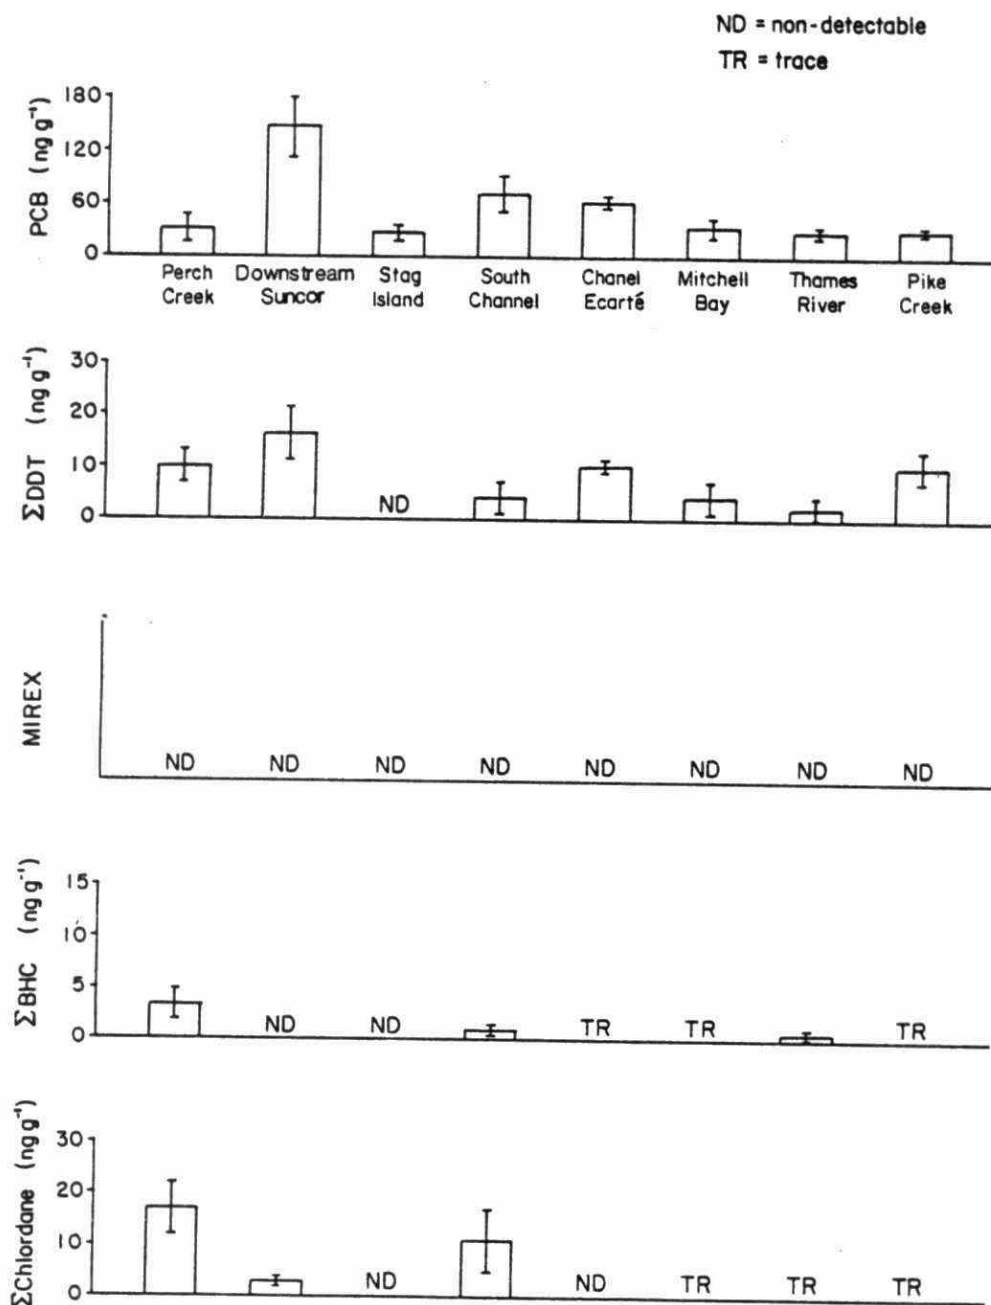 ND = non-detectable
TR = trace
PCB (ng g⁻¹)
180
120
60
0
Perch Creek
Downstream Suncor
Stag Island
South Channel
Chanel Ecarté
Mitchell Bay
Thames River
Pike Creek
ΣDDT (ng g⁻¹)
30
20
10
0
ND
MIREX
ND ND ND ND ND ND ND ND
ΣBHC (ng g⁻¹)
15
10
5
0
ND ND TR TR TR
ΣChlordane (ng g⁻¹)
30
20
10
0
ND ND TR TR TR